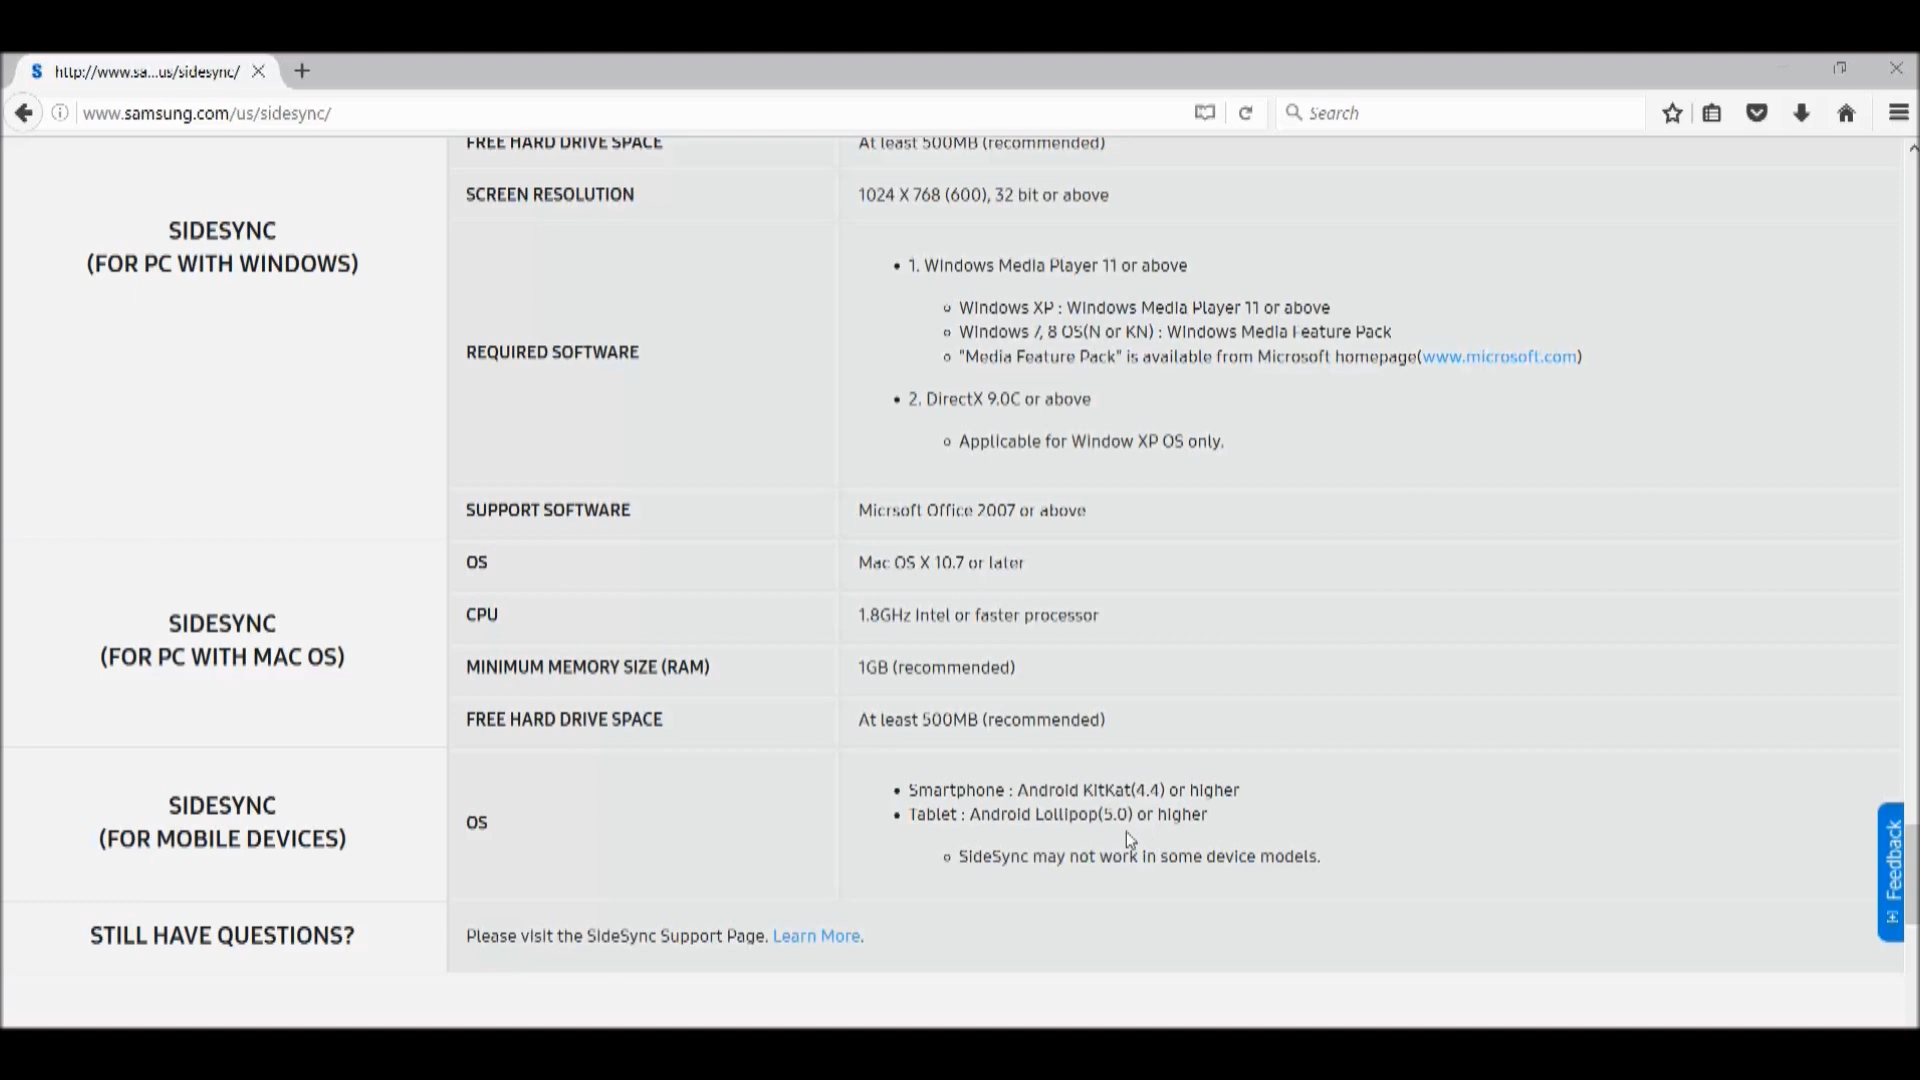 http://www.sa...us/sidesync/
www.samsung.com/us/sidesync/
Search
FREE HARD DRIVE SPACE
At least 500MB (recommended)
SCREEN RESOLUTION
1024 X 768 (600), 32 bit or above
SIDESYNC
(FOR PC WITH WINDOWS)
REQUIRED SOFTWARE
1. Windows Media Player 11 or above
Windows XP : Windows Media Player 11 or above
Windows 7, 8 OS(N or KN) : Windows Media Feature Pack
"Media Feature Pack" is available from Microsoft homepage(www.microsoft.com)
2. DirectX 9.0C or above
Applicable for Window XP OS only.
SUPPORT SOFTWARE
Micrsoft Office 2007 or above
SIDESYNC
(FOR PC WITH MAC OS)
OS
Mac OS X 10.7 or later
CPU
1.8GHz Intel or faster processor
MINIMUM MEMORY SIZE (RAM)
1GB (recommended)
FREE HARD DRIVE SPACE
At least 500MB (recommended)
SIDESYNC
(FOR MOBILE DEVICES)
OS
Smartphone : Android KitKat(4.4) or higher
Tablet : Android Lollipop(5.0) or higher
SideSync may not work in some device models.
STILL HAVE QUESTIONS?
Please visit the SideSync Support Page. Learn More.
[+] Feedback